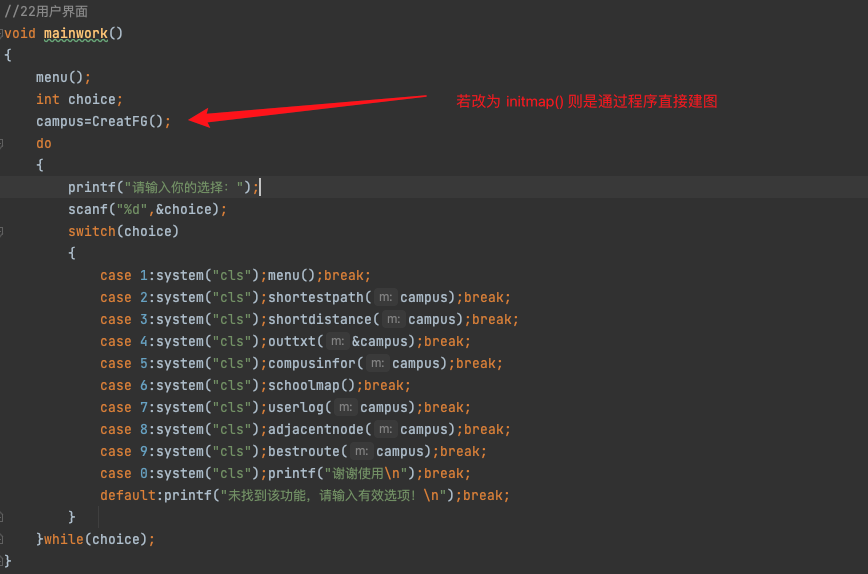 //22用户界面
void mainwork()
{
menu();
int choice;
campus=CreatFG();
若改为 initmap() 则是通过程序直接建图
do
{
printf("请输入你的选择：");
scanf("%d",&choice);
switch(choice)
{
case 1:system("cls");menu();break;
case 2:system("cls");shortestpath( m: campus);break;
case 3:system("cls");shortdistance( m: campus);break;
case 4:system("cls");outtxt( m: &campus);break;
case 5:system("cls");compusinfor( m: campus);break;
case 6:system("cls");schoolmap();break;
case 7:system("cls");userlog( m: campus);break;
case 8:system("cls");adjacentnode( m: campus);break;
case 9:system("cls");bestroute( m: campus);break;
case 0:system("cls");printf("谢谢使用\n");break;
default:printf("未找到该功能，请输入有效选项！\n");break;
}
}while(choice);
}